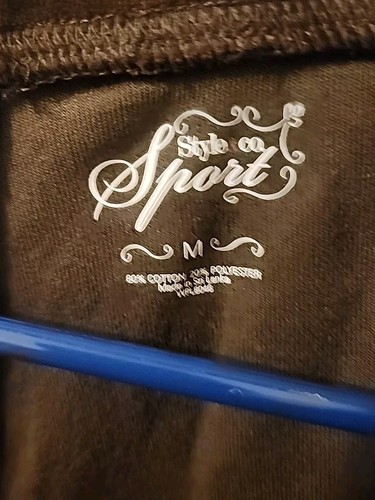 Style & co.
Sport
M
80% COTTON 20% POLYESTER
Made in Sri Lanka